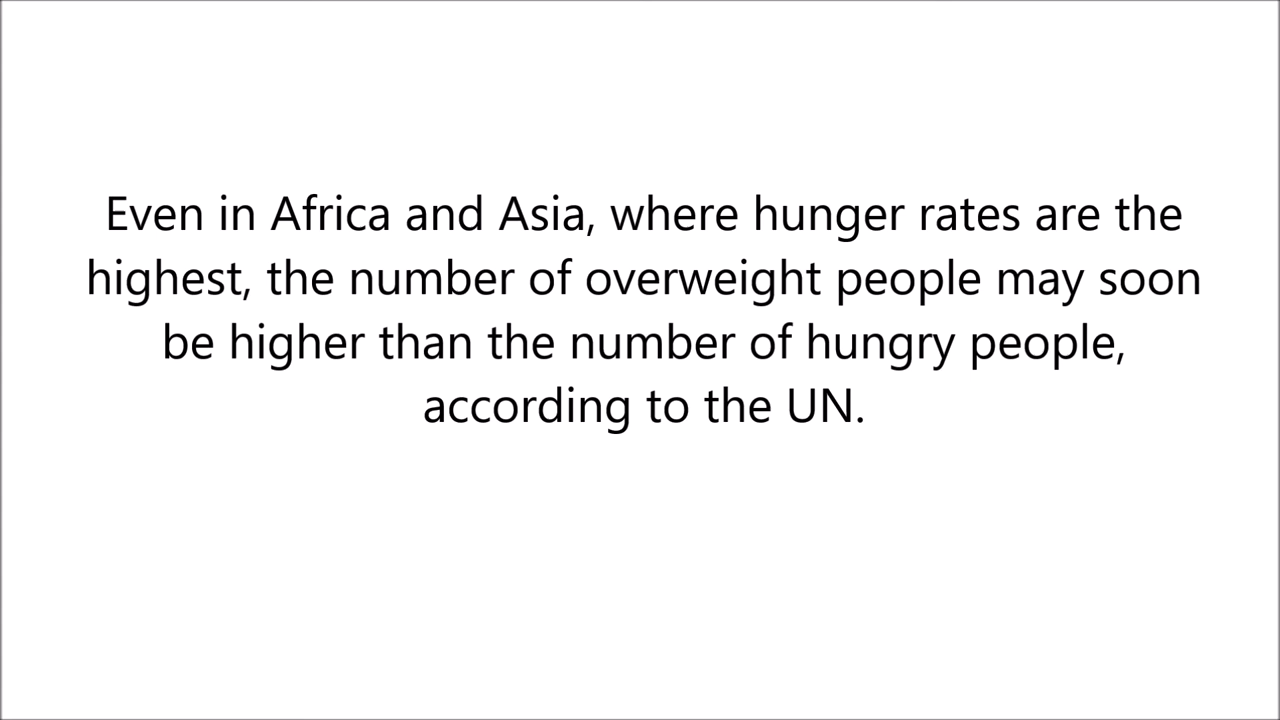 Even in Africa and Asia, where hunger rates are the
highest, the number of overweight people may soon
be higher than the number of hungry people,
according to the UN.